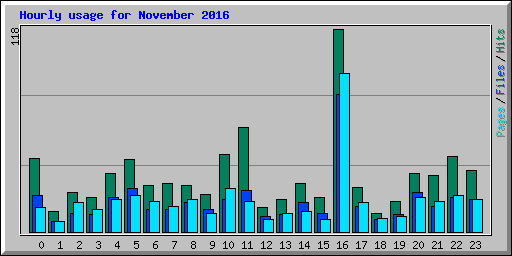 Hourly usage for November 2016
118
Pages/Files/Hits
0 1 2 3 4 5 6 7 8 9 10 11 12 13 14 15 16 17 18 19 20 21 22 23